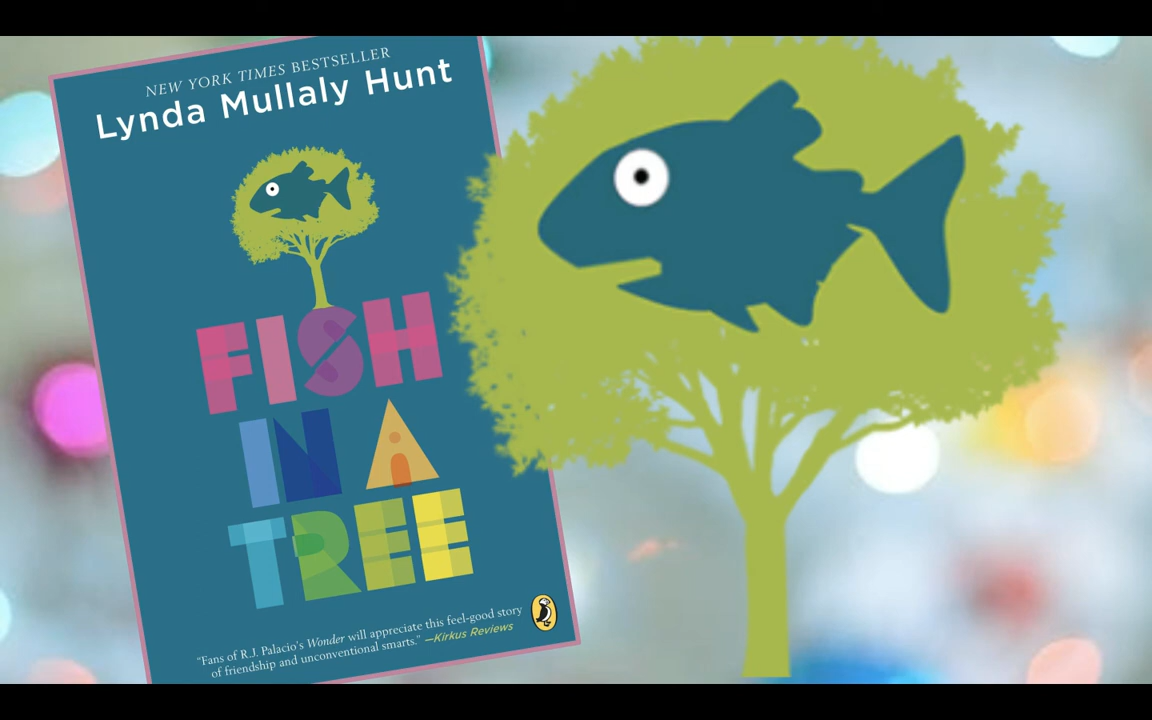 NEW YORK TIMES BESTSELLER
Lynda Mullaly Hunt
FISH
IN A
TREE
“Fans of R.J. Palacio’s Wonder will appreciate this feel-good story
of friendship and unconventional smarts.” —Kirkus Reviews